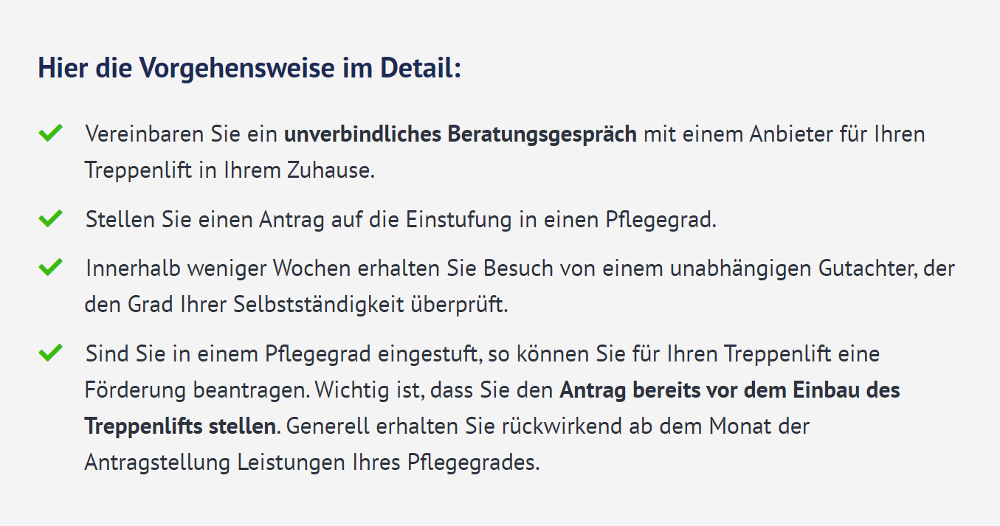 Hier die Vorgehensweise im Detail:
Vereinbaren Sie ein unverbindliches Beratungsgespräch mit einem Anbieter für Ihren
Treppenlift in Ihrem Zuhause.
Stellen Sie einen Antrag auf die Einstufung in einen Pflegegrad.
Innerhalb weniger Wochen erhalten Sie Besuch von einem unabhängigen Gutachter, der
den Grad Ihrer Selbstständigkeit überprüft.
Sind Sie in einem Pflegegrad eingestuft, so können Sie für Ihren Treppenlift eine
Förderung beantragen. Wichtig ist, dass Sie den Antrag bereits vor dem Einbau des
Treppenlifts stellen. Generell erhalten Sie rückwirkend ab dem Monat der
Antragstellung Leistungen Ihres Pflegegrades.